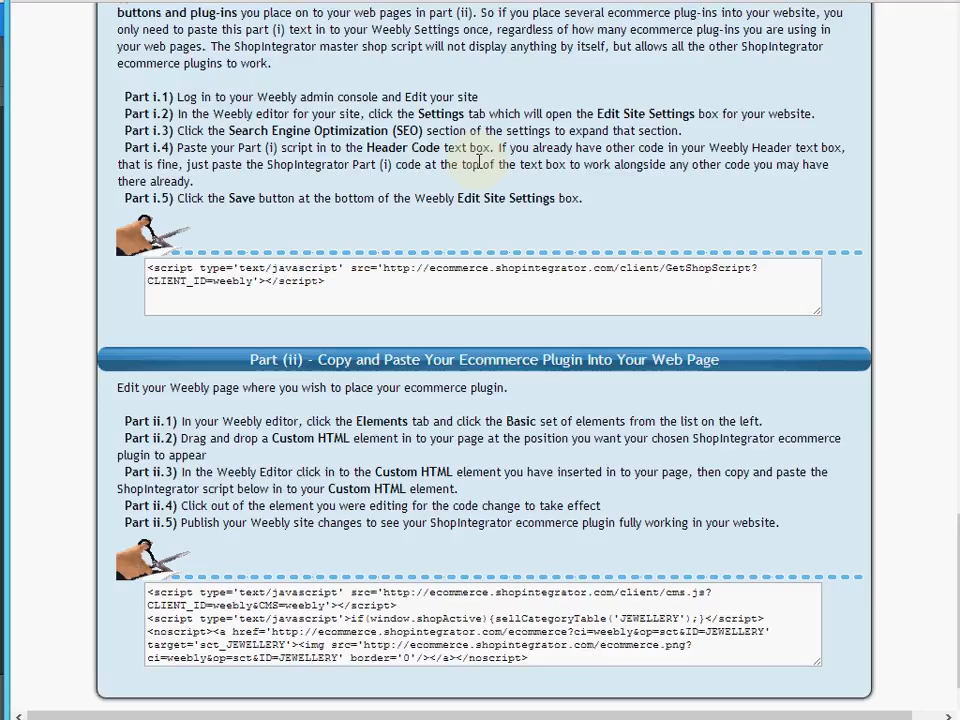 buttons and plug-ins you place on to your web pages in part (ii). So if you place several ecommerce plug-ins into your website, you
only need to paste this part (i) text in to your Weebly Settings once, regardless of how many ecommerce plug-ins you are using in
your web pages. The ShopIntegrator master shop script will not display anything by itself, but allows all the other ShopIntegrator
ecommerce plugins to work.
Part i.1) Log in to your Weebly admin console and Edit your site
Part i.2) In the Weebly editor for your site, click the Settings tab which will open the Edit Site Settings box for your website.
Part i.3) Click the Search Engine Optimization (SEO) section of the settings to expand that section.
Part i.4) Paste your Part (i) script in to the Header Code text box. If you already have other code in your Weebly Header text box,
that is fine, just paste the ShopIntegrator Part (i) code at the top of the text box to work alongside any other code you may have
there already.
Part i.5) Click the Save button at the bottom of the Weebly Edit Site Settings box.
<script type='text/javascript' src='http://ecommerce.shopintegrator.com/client/GetShopScript?
CLIENT_ID=weebly'></script>
Part (ii) - Copy and Paste Your Ecommerce Plugin Into Your Web Page
Edit your Weebly page where you wish to place your ecommerce plugin.
Part ii.1) In your Weebly editor, click the Elements tab and click the Basic set of elements from the list on the left.
Part ii.2) Drag and drop a Custom HTML element in to your page at the position you want your chosen ShopIntegrator ecommerce
plugin to appear
Part ii.3) In the Weebly Editor click in to the Custom HTML element you have inserted in to your page, then copy and paste the
ShopIntegrator script below in to your Custom HTML element.
Part ii.4) Click out of the element you were editing for the code change to take effect
Part ii.5) Publish your Weebly site changes to see your ShopIntegrator ecommerce plugin fully working in your website.
<script type='text/javascript' src='http://ecommerce.shopintegrator.com/client/cms.js?
CLIENT_ID=weebly&CMS=weebly'></script>
<script type='text/javascript'>if(window.shopActive){sellCategoryTable('JEWELLERY');}</script>
<noscript><a href='http://ecommerce.shopintegrator.com/ecommerce?ci=weebly&op=sct&ID=JEWELLERY'
target='sct_JEWELLERY'><img src='http://ecommerce.shopintegrator.com/ecommerce.png?
ci=weebly&op=sct&ID=JEWELLERY' border='0'/></a></noscript>